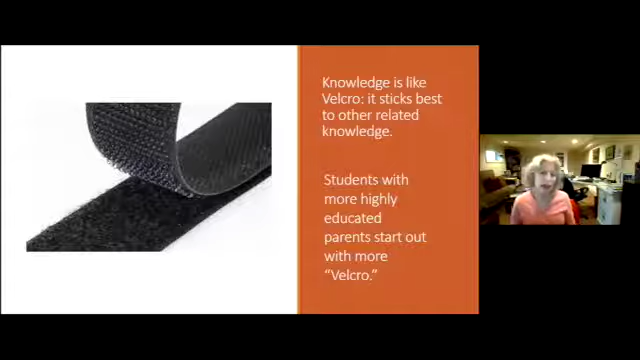 Knowledge is like
Velcro: it sticks best
to other related
knowledge.
Students with
more highly
educated
parents start out
with more
“Velcro.”